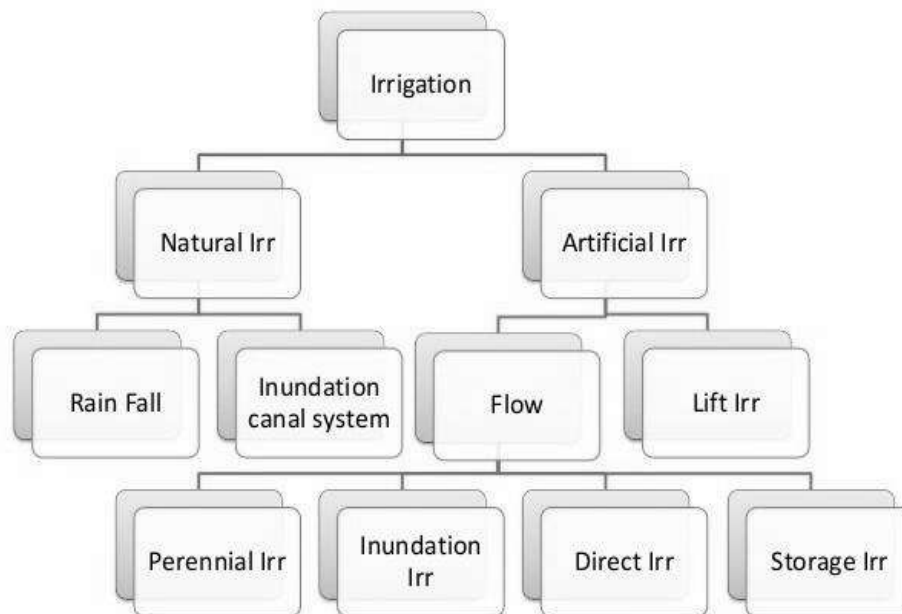 Irrigation
Natural Irr
Artificial Irr
Rain Fall
Inundation
canal system
Flow
Lift Irr
Perennial Irr
Inundation
Irr
Direct Irr
Storage Irr